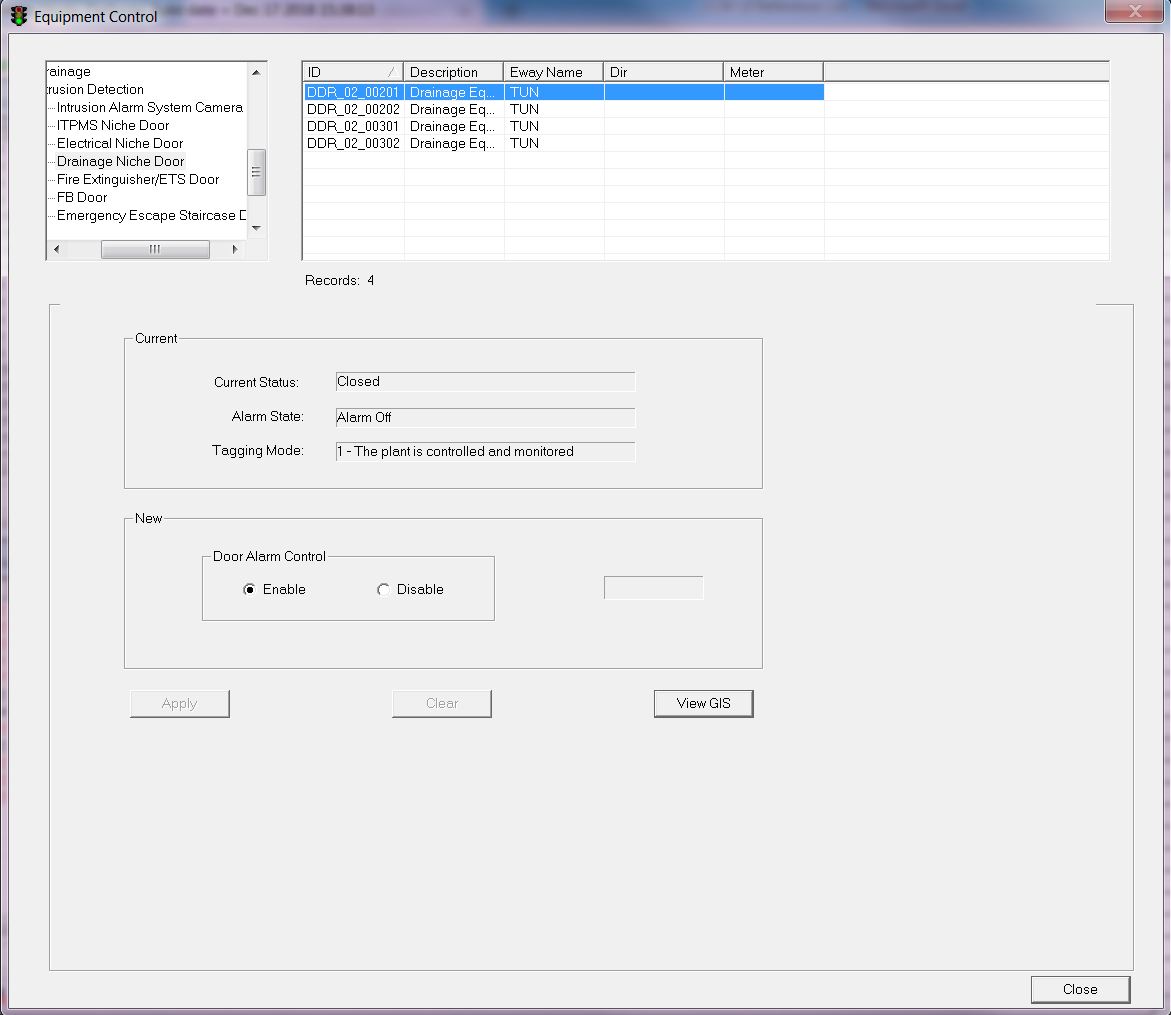 Equipment Control
rainage
trusion Detection
Intrusion Alarm System Camera
ITPMS Niche Door
Electrical Niche Door
Drainage Niche Door
Fire Extinguisher/ETS Door
FB Door
Emergency Escape Staircase D
ID Description Eway Name Dir Meter
DDR_02_00201 Drainage Eq... TUN
DDR_02_00202 Drainage Eq... TUN
DDR_02_00301 Drainage Eq... TUN
DDR_02_00302 Drainage Eq... TUN
Records: 4
Current
Current Status: Closed
Alarm State: Alarm Off
Tagging Mode: 1 - The plant is controlled and monitored
New
Door Alarm Control
Enable Disable
Apply Clear View GIS
Close